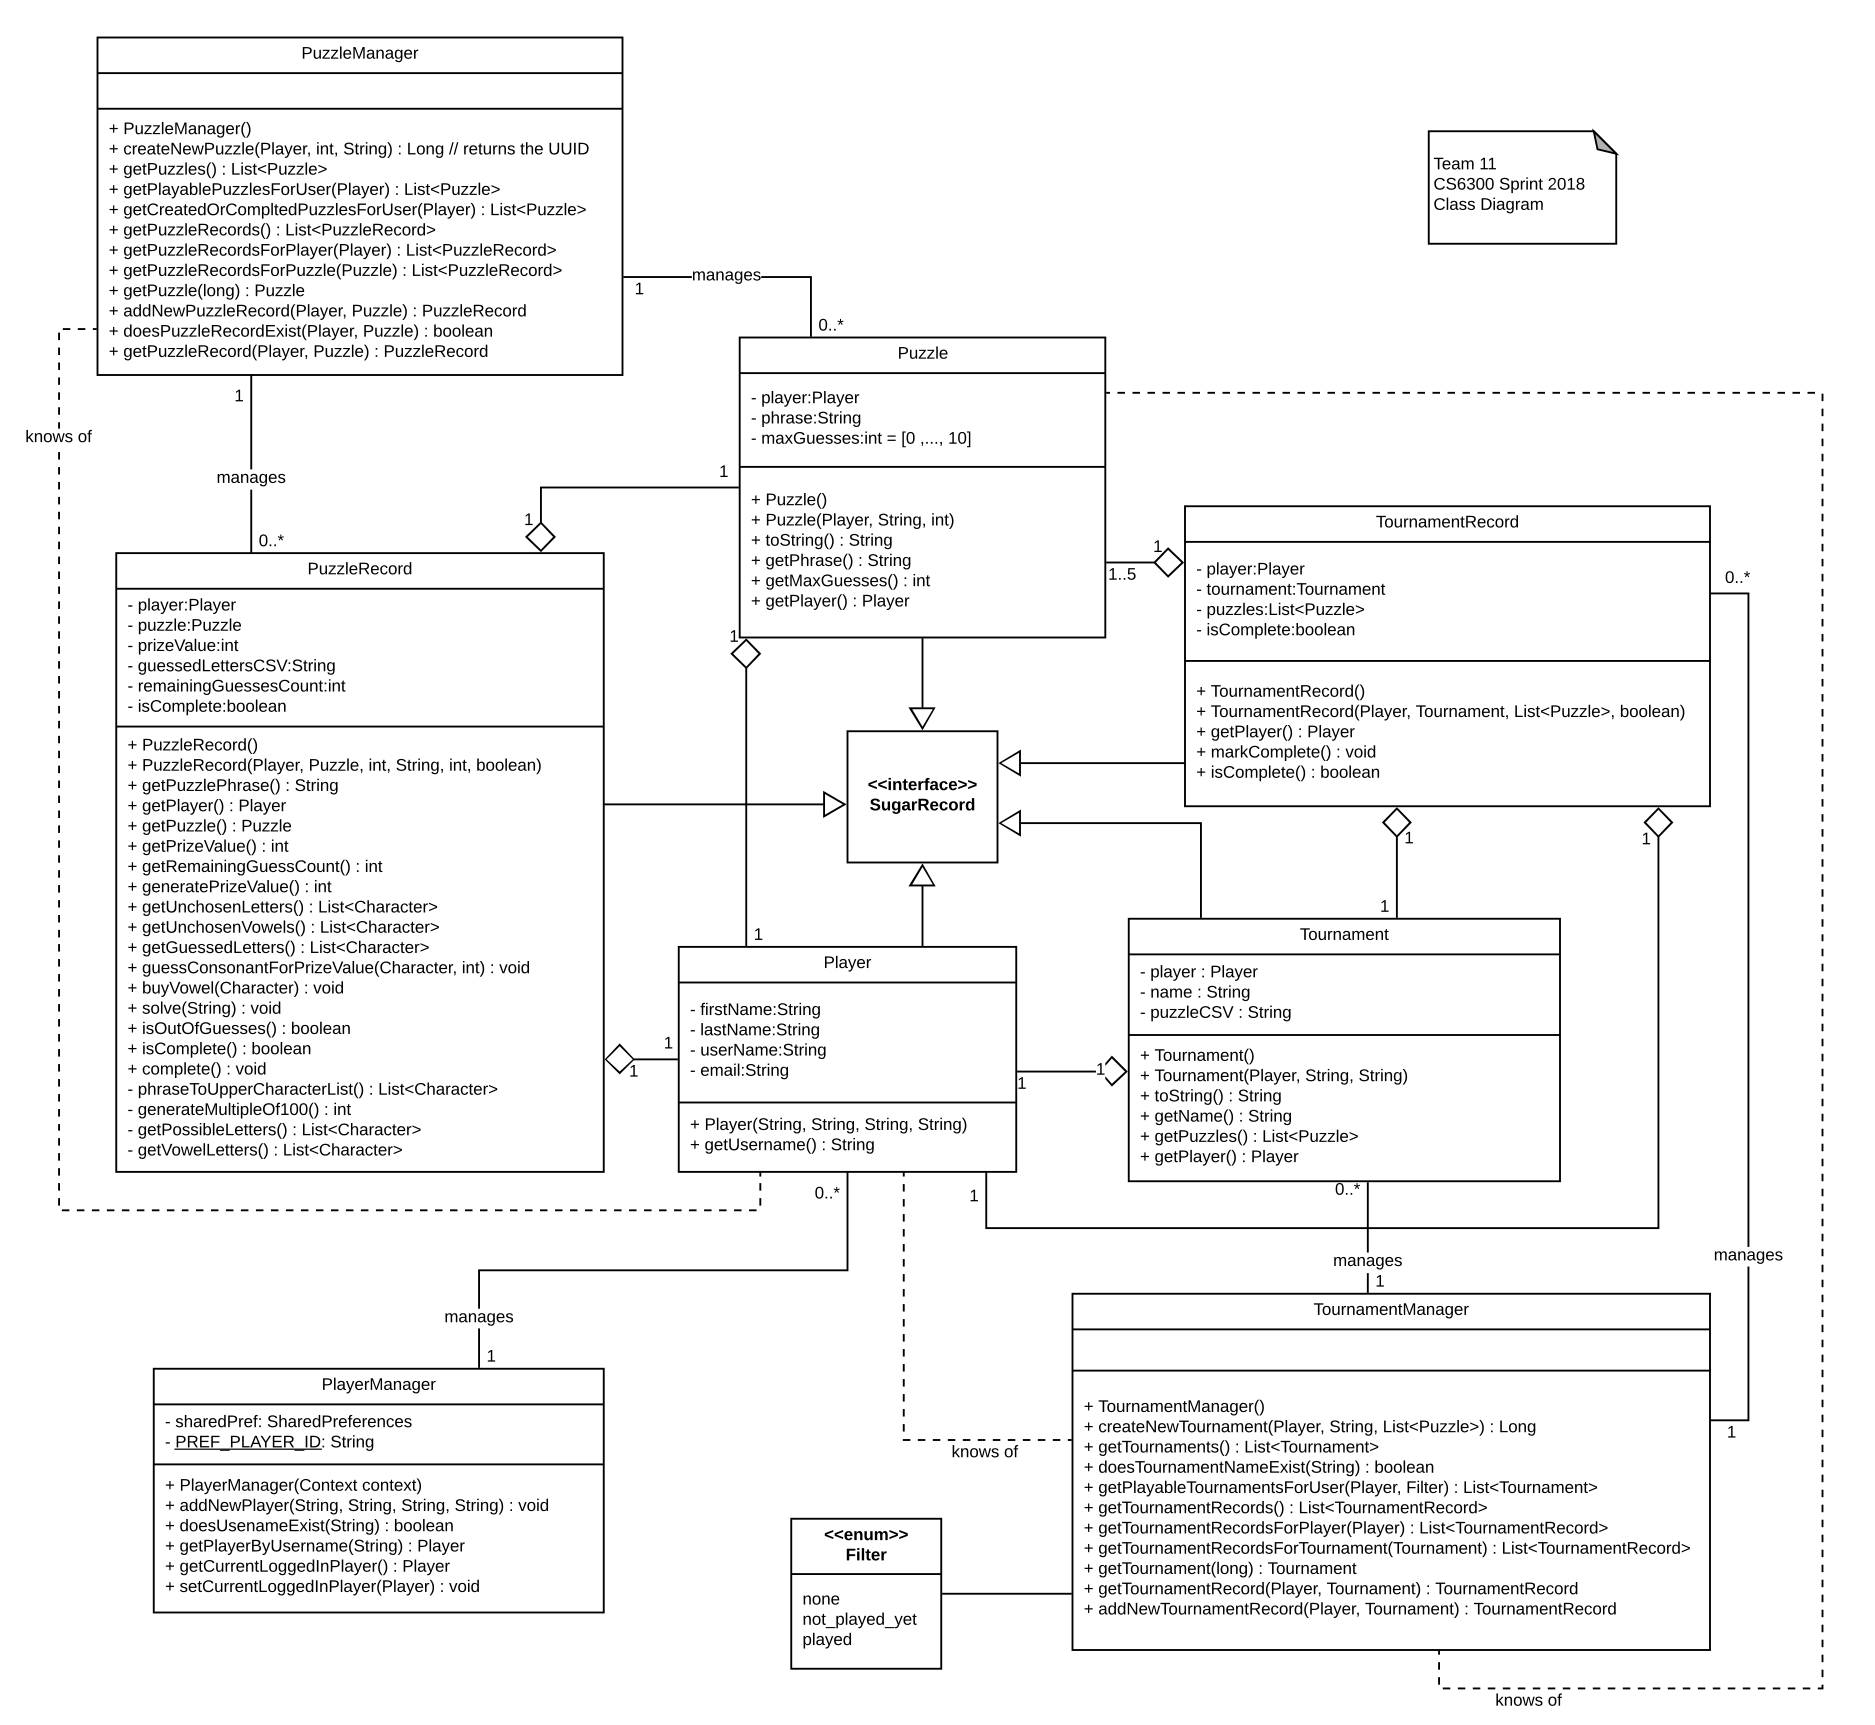 PuzzleManager
+ PuzzleManager()
+ createNewPuzzle(Player, int, String) : Long // returns the UUID
+ getPuzzles() : List<Puzzle>
+ getPlayablePuzzlesForUser(Player) : List<Puzzle>
+ getCreatedOrCompltedPuzzlesForUser(Player) : List<Puzzle>
+ getPuzzleRecords() : List<PuzzleRecord>
+ getPuzzleRecordsForPlayer(Player) : List<PuzzleRecord>
+ getPuzzleRecordsForPuzzle(Puzzle) : List<PuzzleRecord>
+ getPuzzle(long) : Puzzle
+ addNewPuzzleRecord(Player, Puzzle) : PuzzleRecord
+ doesPuzzleRecordExist(Player, Puzzle) : boolean
+ getPuzzleRecord(Player, Puzzle) : PuzzleRecord
Team 11
CS6300 Sprint 2018
Class Diagram
manages
1
0..*
1
knows of
manages
0..*
Puzzle
- player:Player
- phrase:String
- maxGuesses:int = [0 ,..., 10]
+ Puzzle()
+ Puzzle(Player, String, int)
+ toString() : String
+ getPhrase() : String
+ getMaxGuesses() : int
+ getPlayer() : Player
1
1
1
1
1..5
TournamentRecord
- player:Player
- tournament:Tournament
- puzzles:List<Puzzle>
- isComplete:boolean
+ TournamentRecord()
+ TournamentRecord(Player, Tournament, List<Puzzle>, boolean)
+ getPlayer() : Player
+ markComplete() : void
+ isComplete() : boolean
0..*
PuzzleRecord
- player:Player
- puzzle:Puzzle
- prizeValue:int
- guessedLettersCSV:String
- remainingGuessesCount:int
- isComplete:boolean
+ PuzzleRecord()
+ PuzzleRecord(Player, Puzzle, int, String, int, boolean)
+ getPuzzlePhrase() : String
+ getPlayer() : Player
+ getPuzzle() : Puzzle
+ getPrizeValue() : int
+ getRemainingGuessCount() : int
+ generatePrizeValue() : int
+ getUnchosenLetters() : List<Character>
+ getUnchosenVowels() : List<Character>
+ getGuessedLetters() : List<Character>
+ guessConsonantForPrizeValue(Character, int) : void
+ buyVowel(Character) : void
+ solve(String) : void
+ isOutOfGuesses() : boolean
+ isComplete() : boolean
+ complete() : void
- phraseToUpperCharacterList() : List<Character>
- generateMultipleOf100() : int
- getPossibleLetters() : List<Character>
- getVowelLetters() : List<Character>
<<interface>>
SugarRecord
1
1
1
1
Player
- firstName:String
- lastName:String
- userName:String
- email:String
+ Player(String, String, String, String)
+ getUsername() : String
1
1
1
1
Tournament
- player : Player
- name : String
- puzzleCSV : String
+ Tournament()
+ Tournament(Player, String, String)
+ toString() : String
+ getName() : String
+ getPuzzles() : List<Puzzle>
+ getPlayer() : Player
0..*
1
0..*
manages
1
manages
manages
1
PlayerManager
- sharedPref: SharedPreferences
- PREF_PLAYER_ID: String
+ PlayerManager(Context context)
+ addNewPlayer(String, String, String, String) : void
+ doesUsenameExist(String) : boolean
+ getPlayerByUsername(String) : Player
+ getCurrentLoggedInPlayer() : Player
+ setCurrentLoggedInPlayer(Player) : void
knows of
TournamentManager
+ TournamentManager()
+ createNewTournament(Player, String, List<Puzzle>) : Long
+ getTournaments() : List<Tournament>
+ doesTournamentNameExist(String) : boolean
+ getPlayableTournamentsForUser(Player, Filter) : List<Tournament>
+ getTournamentRecords() : List<TournamentRecord>
+ getTournamentRecordsForPlayer(Player) : List<TournamentRecord>
+ getTournamentRecordsForTournament(Tournament) : List<TournamentRecord>
+ getTournament(long) : Tournament
+ getTournamentRecord(Player, Tournament) : TournamentRecord
+ addNewTournamentRecord(Player, Tournament) : TournamentRecord
1
<<enum>>
Filter
none
not_played_yet
played
knows of